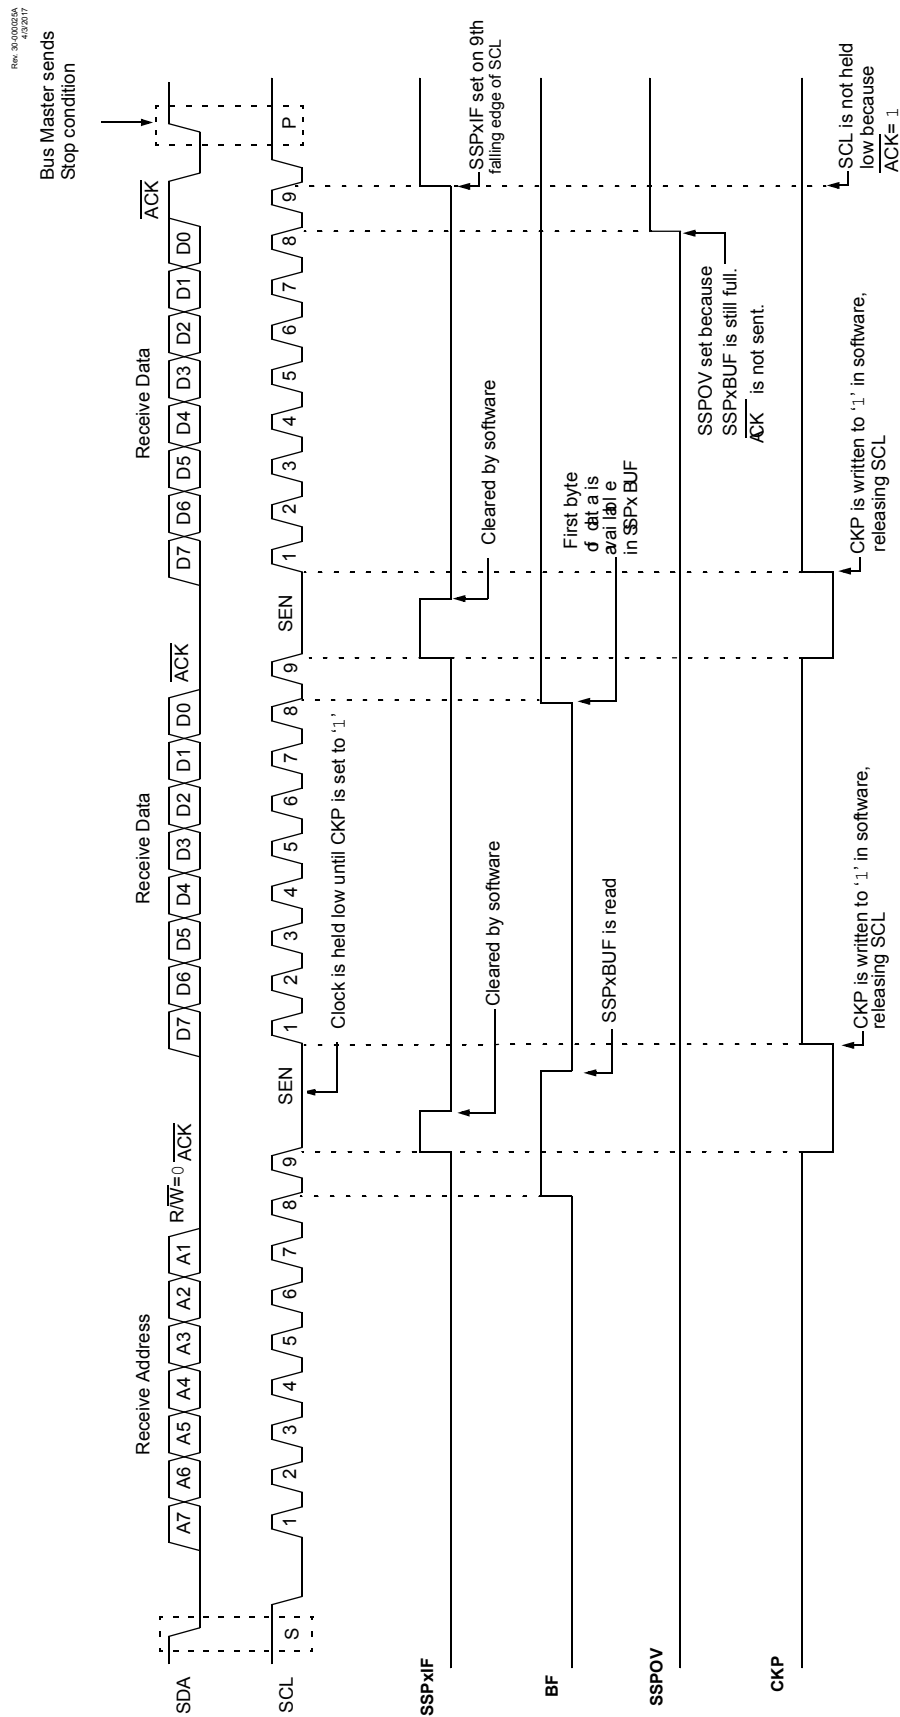 Rev. 30-000025A
4/3/2017
Bus Master sends
Stop condition
Receive Address
Receive Data
Receive Data
ACK
SDA
A7 A6 A5 A4 A3 A2 A1 R/W=0 ACK D7 D6 D5 D4 D3 D2 D1 D0 ACK D7 D6 D5 D4 D3 D2 D1 D0
SCL
S 1 2 3 4 5 6 7 8 9 SEN 1 2 3 4 5 6 7 8 9 SEN 1 2 3 4 5 6 7 8 9 P
Clock is held low until CKP is set to ‘1’
SSPxIF
Cleared by software
Cleared by software
SSPxIF set on 9th
falling edge of SCL
BF
SSPxBUF is read
First byte
of data is
available
in SSPxBUF
SSPOV
SSPOV set because
SSPxBUF is still full.
ACK is not sent.
CKP
CKP is written to ‘1’ in software,
releasing SCL
CKP is written to ‘1’ in software,
releasing SCL
SCL is not held
low because
ACK= 1